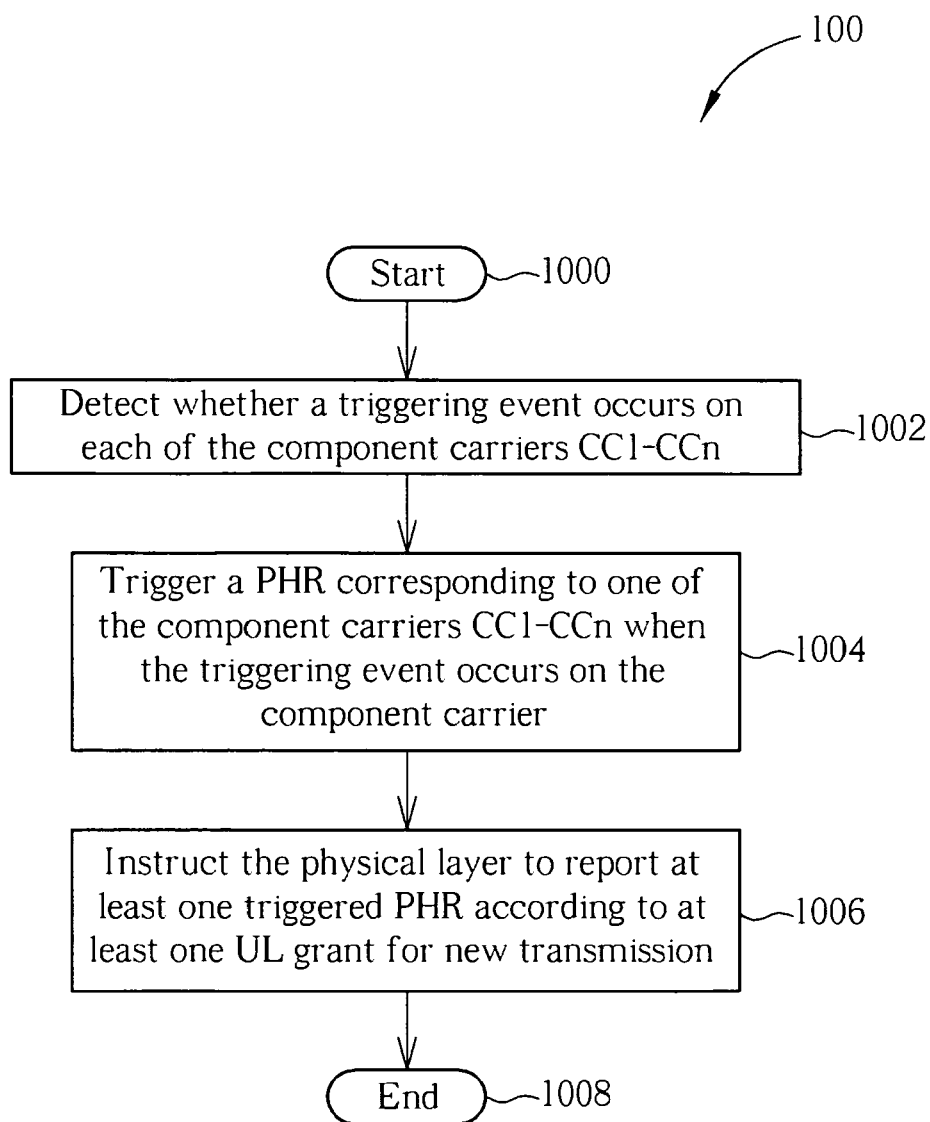 100
Start
1000
Detect whether a triggering event occurs on
each of the component carriers CC1-CCn
1002
Trigger a PHR corresponding to one of
the component carriers CC1-CCn when
the triggering event occurs on the
component carrier
1004
Instruct the physical layer to report at
least one triggered PHR according to at
least one UL grant for new transmission
1006
End
1008